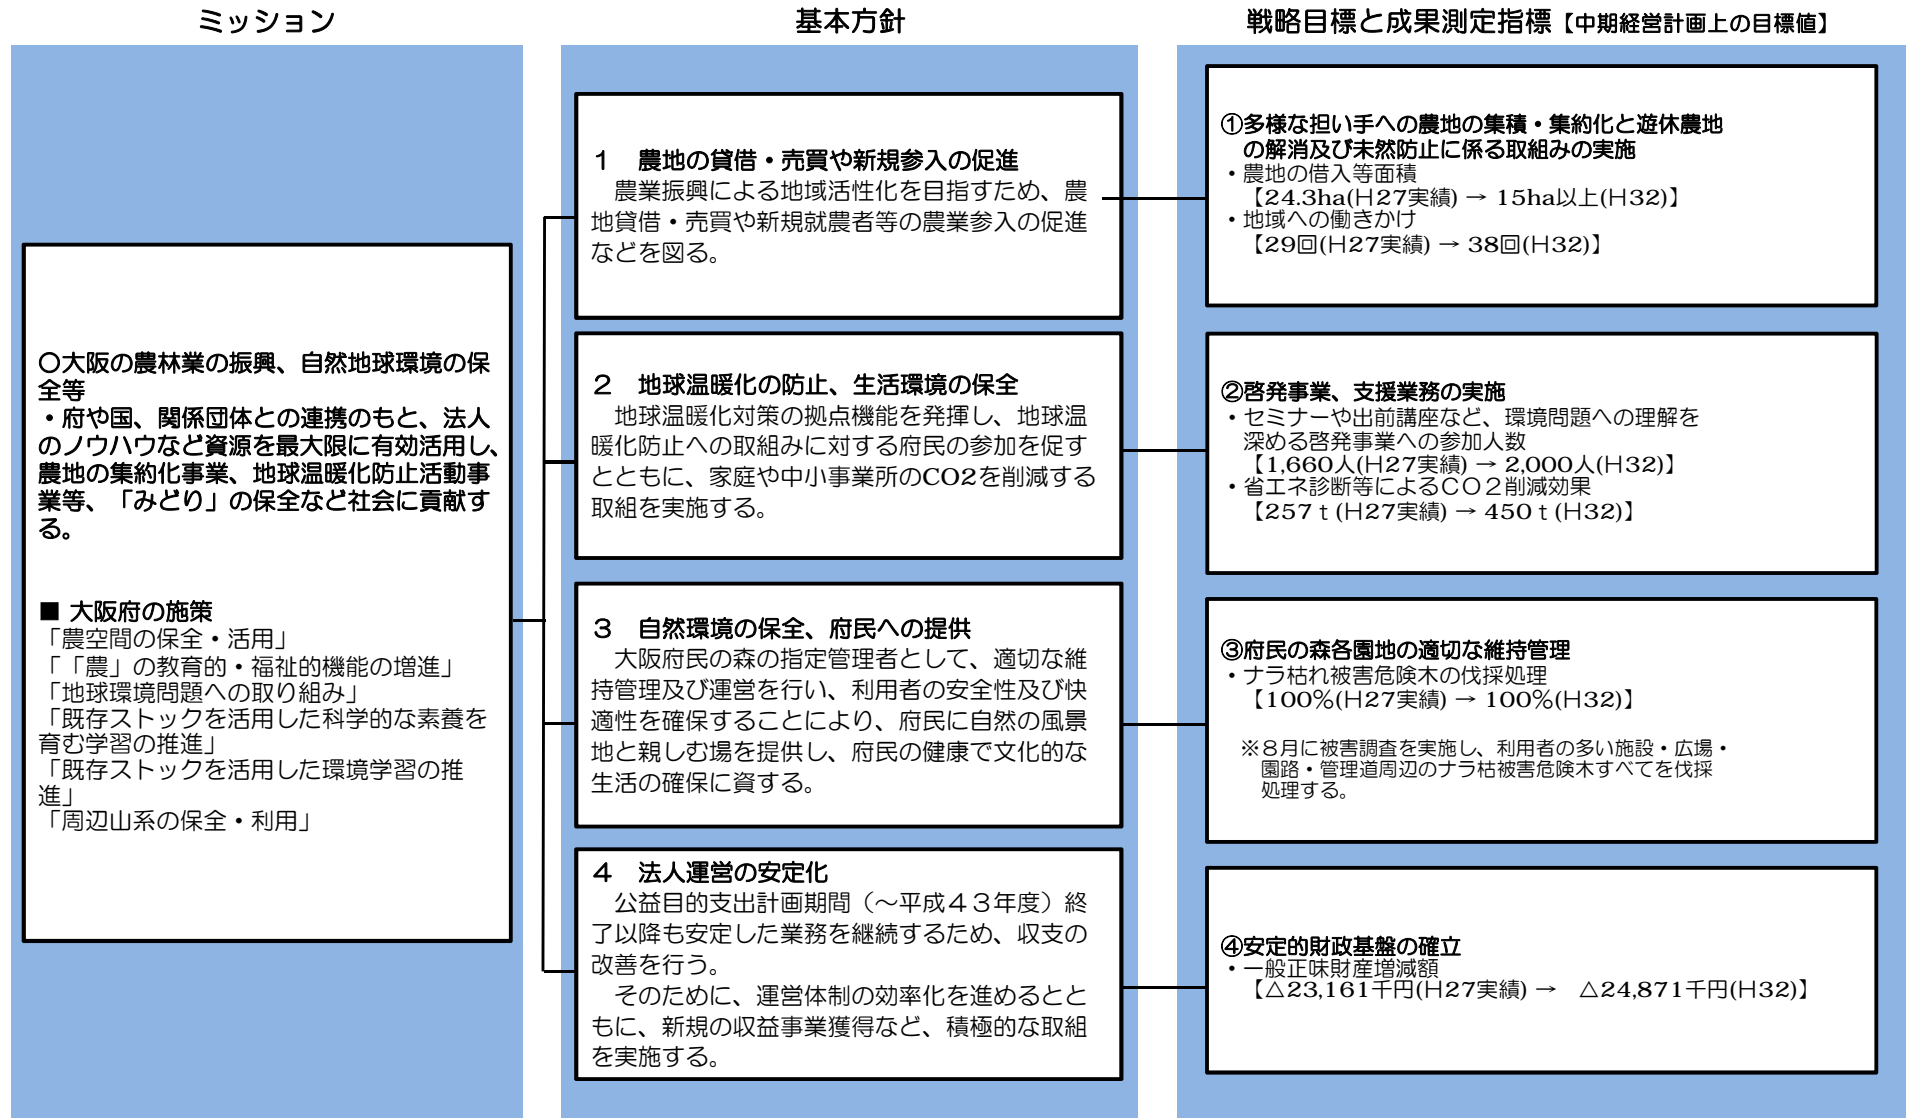 ミッション
〇大阪の農林業の振興、自然地球環境の保
全等
・府や国、関係団体との連携のもと、法人
のノウハウなど資源を最大限に有効活用し、
農地の集約化事業、地球温暖化防止活動事
業等、「みどり」の保全など社会に貢献す
る。
■ 大阪府の施策
「農空間の保全・活用」
「「農」の教育的・福祉的機能の増進」
「地球環境問題への取り組み」
「既存ストックを活用した科学的な素養を
育む学習の推進」
「既存ストックを活用した環境学習の推
進」
「周辺山系の保全・利用」
基本方針
１　農地の貸借・売買や新規参入の促進
　農業振興による地域活性化を目指すため、農
地貸借・売買や新規就農者等の農業参入の促進
などを図る。
２　地球温暖化の防止、生活環境の保全
　地球温暖化対策の拠点機能を発揮し、地球温
暖化防止への取組みに対する府民の参加を促す
とともに、家庭や中小事業所のCO2を削減する
取組を実施する。
３　自然環境の保全、府民への提供
　大阪府民の森の指定管理者として、適切な維
持管理及び運営を行い、利用者の安全性及び快
適性を確保することにより、府民に自然の風景
地と親しむ場を提供し、府民の健康で文化的な
生活の確保に資する。
４　法人運営の安定化
　公益目的支出計画期間（～平成４３年度）終
了以降も安定した業務を継続するため、収支の
改善を行う。
　そのために、運営体制の効率化を進めるとと
もに、新規の収益事業獲得など、積極的な取組
を実施する。
戦略目標と成果測定指標【中期経営計画上の目標値】
①多様な担い手への農地の集積・集約化と遊休農地
の解消及び未然防止に係る取組みの実施
・農地の借入等面積
【24.3ha(H27実績) → 15ha以上(H32)】
・地域への働きかけ
【29回(H27実績) → 38回(H32)】
②啓発事業、支援業務の実施
・セミナーや出前講座など、環境問題への理解を
深める啓発事業への参加人数
【1,660人(H27実績) → 2,000人(H32)】
・省エネ診断等によるＣＯ２削減効果
【257ｔ(H27実績) → 450ｔ(H32)】
③府民の森各園地の適切な維持管理
・ナラ枯れ被害危険木の伐採処理
【100％(H27実績) → 100％(H32)】
※８月に被害調査を実施し、利用者の多い施設・広場・
園路・管理道周辺のナラ枯被害危険木すべてを伐採
処理する。
④安定的財政基盤の確立
・一般正味財産増減額
【△23,161千円(H27実績) →　△24,871千円(H32)】